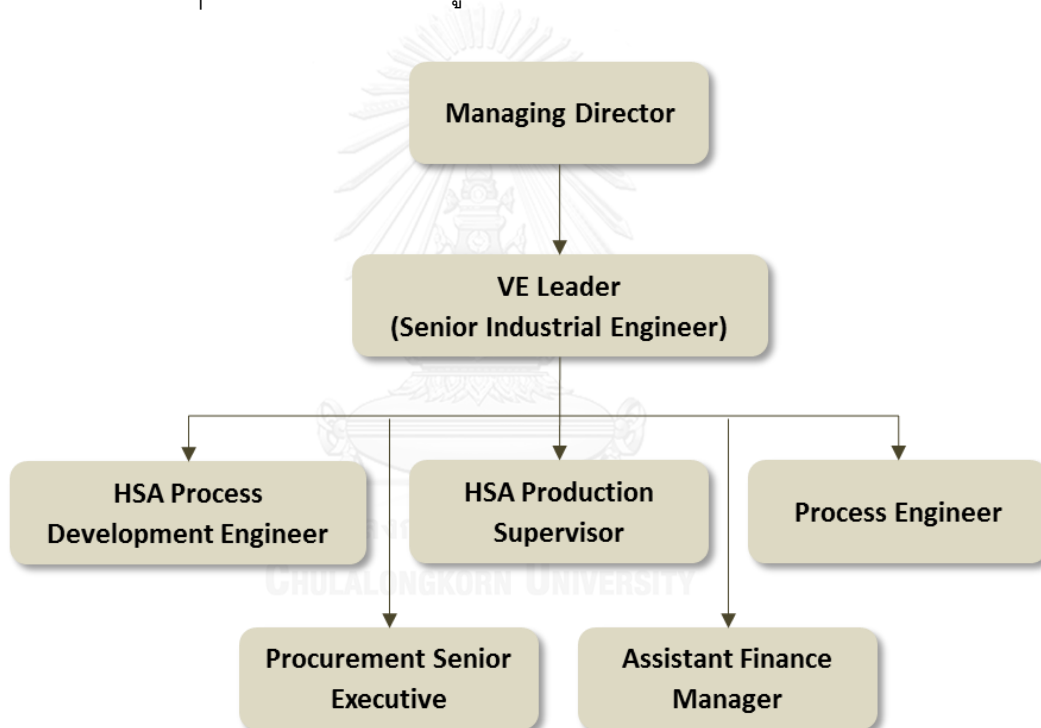 Managing Director
VE Leader
(Senior Industrial Engineer)
HSA Process
Development Engineer
HSA Production
Supervisor
Process Engineer
CHULALONGKORN UNIVERSITY
Procurement Senior
Executive
Assistant Finance
Manager